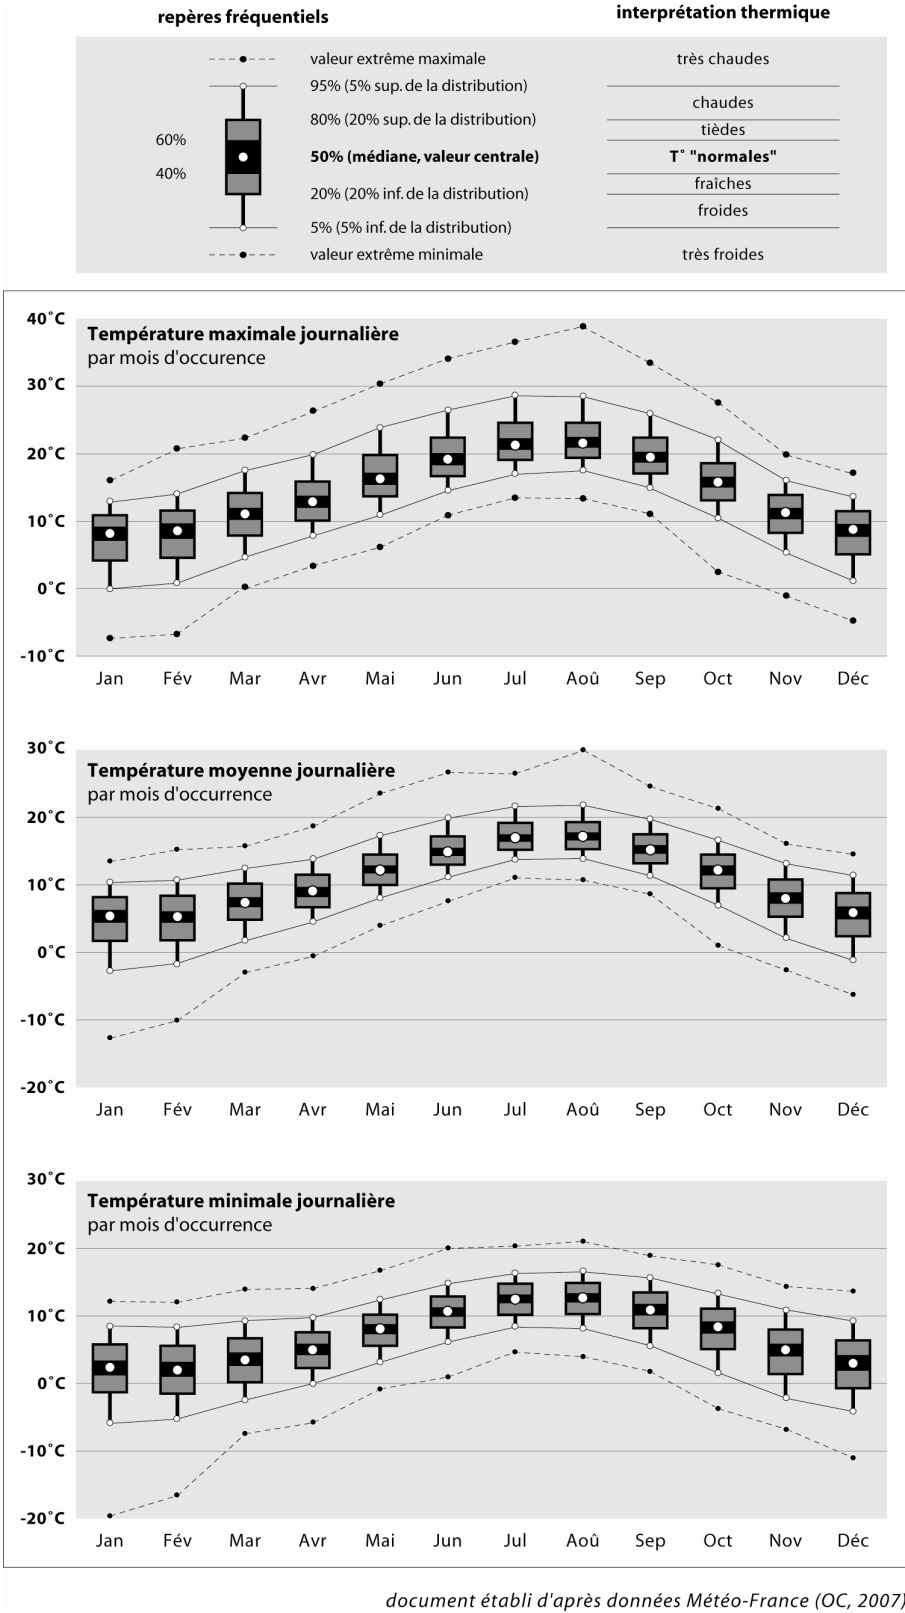 repères fréquentiels
interprétation thermique
valeur extrême maximale
très chaudes
95% (5% sup. de la distribution)
chaudes
80% (20% sup. de la distribution)
tièdes
60%
50% (médiane, valeur centrale)
T° "normales"
40%
fraîches
20% (20% inf. de la distribution)
froides
5% (5% inf. de la distribution)
valeur extrême minimale
très froides
40°C
Température maximale journalière
par mois d'occurence
30°C
20°C
10°C
0°C
-10°C
Jan Fév Mar Avr Mai Jun Jul Aoû Sep Oct Nov Déc
30°C
Température moyenne journalière
par mois d'occurrence
20°C
10°C
0°C
-10°C
-20°C
Jan Fév Mar Avr Mai Jun Jul Aoû Sep Oct Nov Déc
30°C
Température minimale journalière
par mois d'occurrence
20°C
10°C
0°C
-10°C
-20°C
Jan Fév Mar Avr Mai Jun Jul Aoû Sep Oct Nov Déc
document établi d'après données Météo-France (OC, 2007)